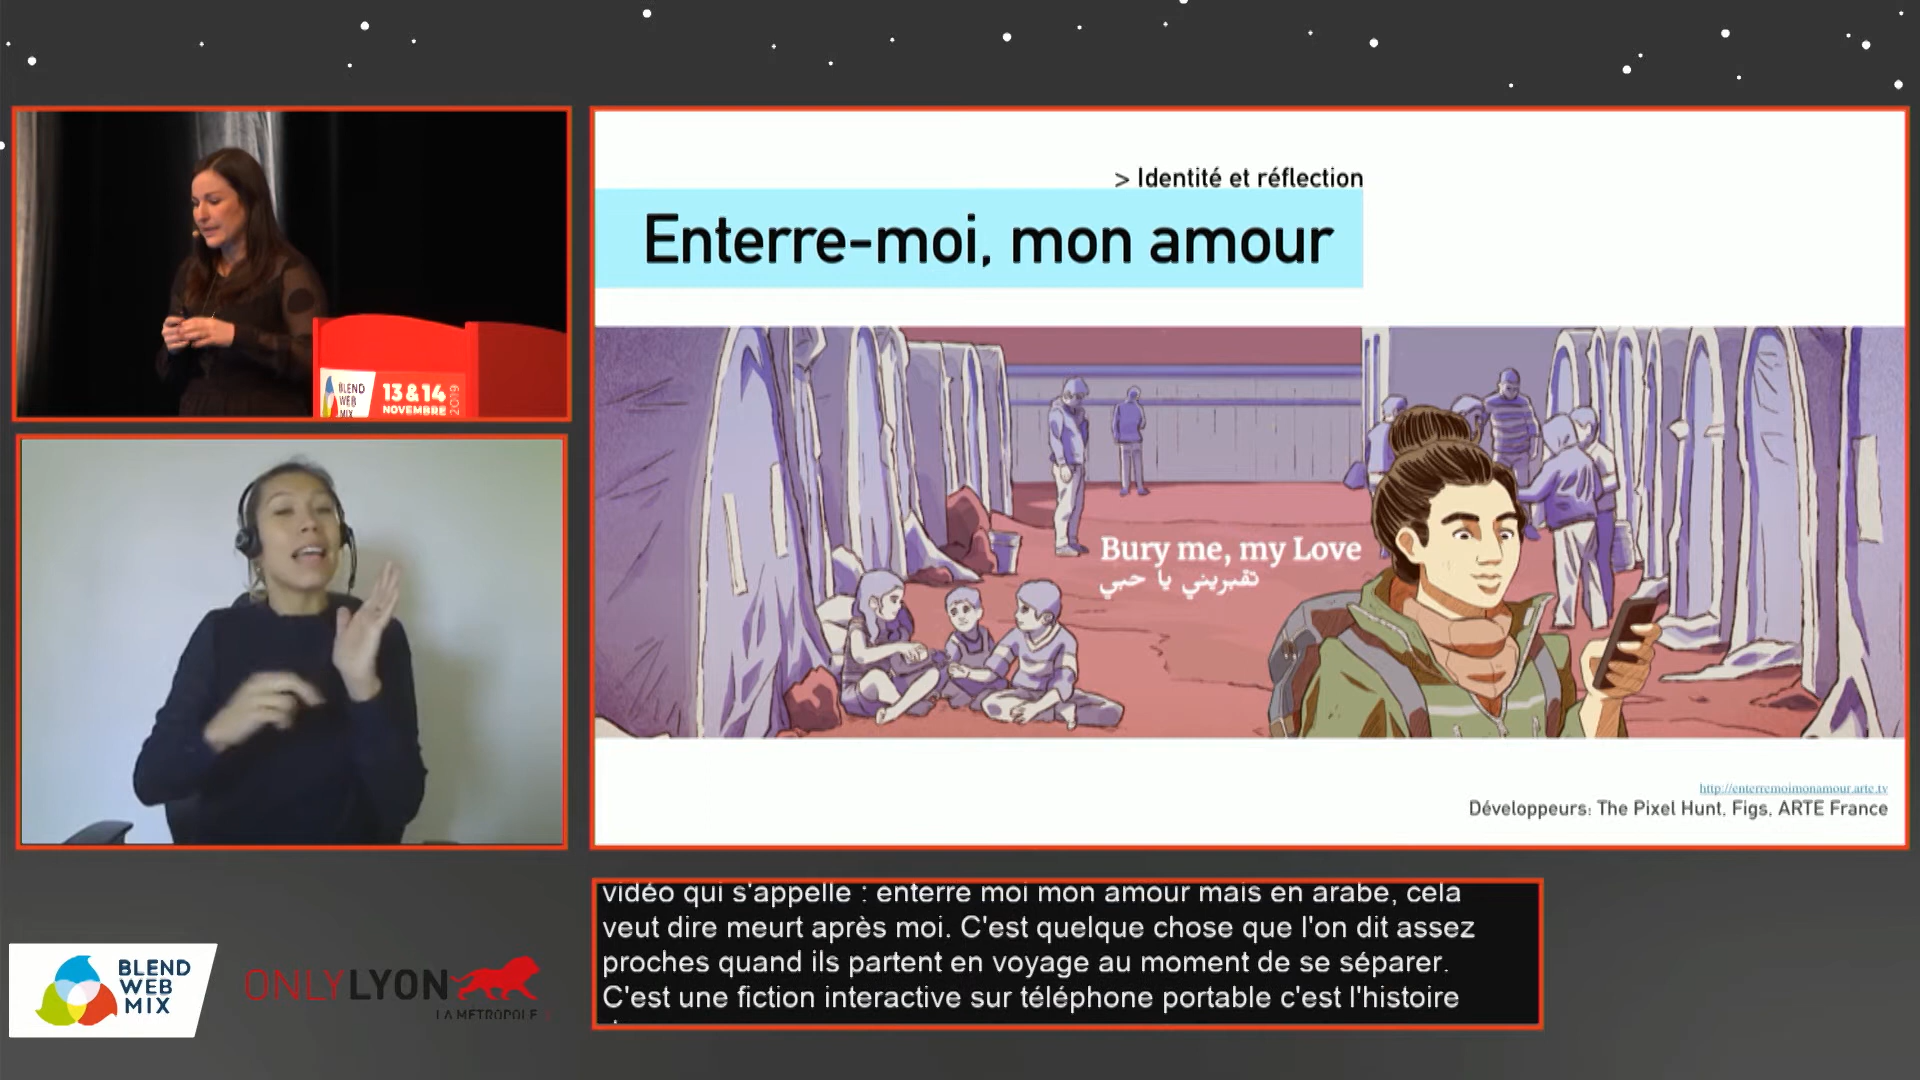 > Identité et réflection
Enterre-moi, mon amour
Bury me, my Love
تقبريني يا حبي
http://enterremoimonamour.arte.tv
Développeurs: The Pixel Hunt, Figs, ARTE France
BLEND
WEB
MIX
13 & 14
NOVEMBRE
2019
vidéo qui s'appelle : enterre moi mon amour mais en arabe, cela
veut dire meurt après moi. C'est quelque chose que l'on dit assez
proches quand ils partent en voyage au moment de se séparer.
C'est une fiction interactive sur téléphone portable c'est l'histoire
BLEND
WEB
MIX
ONLYLYON
LA MÉTROPOLE